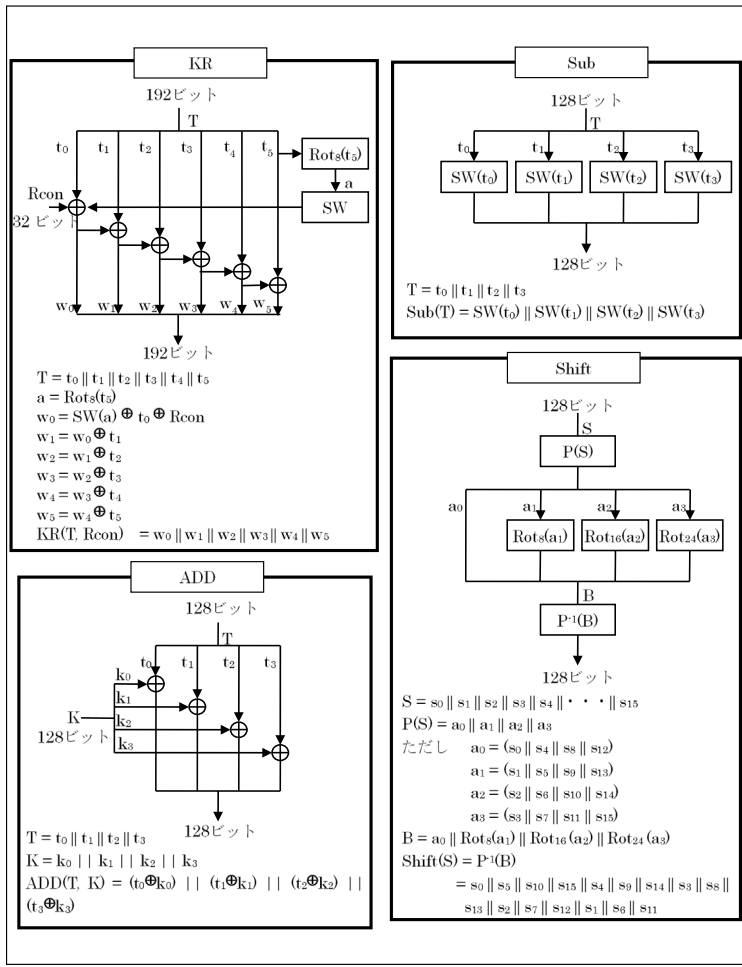 KR
192ビット
T
t₀ t₁ t₂ t₃ t₄ t₅
Rot₈(t₅)
a
Rcon
SW
32 ビット
w₀ w₁ w₂ w₃ w₄ w₅
192ビット
T = t₀ || t₁ || t₂ || t₃ || t₄ || t₅
a = Rot₈(t₅)
w₀ = SW(a) ⊕ t₀ ⊕ Rcon
w₁ = w₀ ⊕ t₁
w₂ = w₁ ⊕ t₂
w₃ = w₂ ⊕ t₃
w₄ = w₃ ⊕ t₄
w₅ = w₄ ⊕ t₅
KR(T, Rcon) = w₀ || w₁ || w₂ || w₃ || w₄ || w₅
ADD
128ビット
T
t₀ t₁ t₂ t₃
k₀
k₁
K
k₂
128ビット
k₃
128ビット
T = t₀ || t₁ || t₂ || t₃
K = k₀ || k₁ || k₂ || k₃
ADD(T, K) = (t₀⊕k₀) || (t₁⊕k₁) || (t₂⊕k₂) ||
(t₃⊕k₃)
Sub
128ビット
T
t₀ t₁ t₂ t₃
SW(t₀) SW(t₁) SW(t₂) SW(t₃)
128ビット
T = t₀ || t₁ || t₂ || t₃
Sub(T) = SW(t₀) || SW(t₁) || SW(t₂) || SW(t₃)
Shift
128ビット
S
P(S)
a₀ a₁ a₂ a₃
Rot₈(a₁) Rot₁₆(a₂) Rot₂₄(a₃)
B
P⁻¹(B)
128ビット
S = s₀ || s₁ || s₂ || s₃ || s₄ || ・・・ || s₁₅
P(S) = a₀ || a₁ || a₂ || a₃
ただし a₀ = (s₀ || s₄ || s₈ || s₁₂)
a₁ = (s₁ || s₅ || s₉ || s₁₃)
a₂ = (s₂ || s₆ || s₁₀ || s₁₄)
a₃ = (s₃ || s₇ || s₁₁ || s₁₅)
B = a₀ || Rot₈(a₁) || Rot₁₆(a₂) || Rot₂₄(a₃)
Shift(S) = P⁻¹(B)
= s₀ || s₅ || s₁₀ || s₁₅ || s₄ || s₉ || s₁₄ || s₃ || s₈ ||
s₁₃ || s₂ || s₇ || s₁₂ || s₁ || s₆ || s₁₁